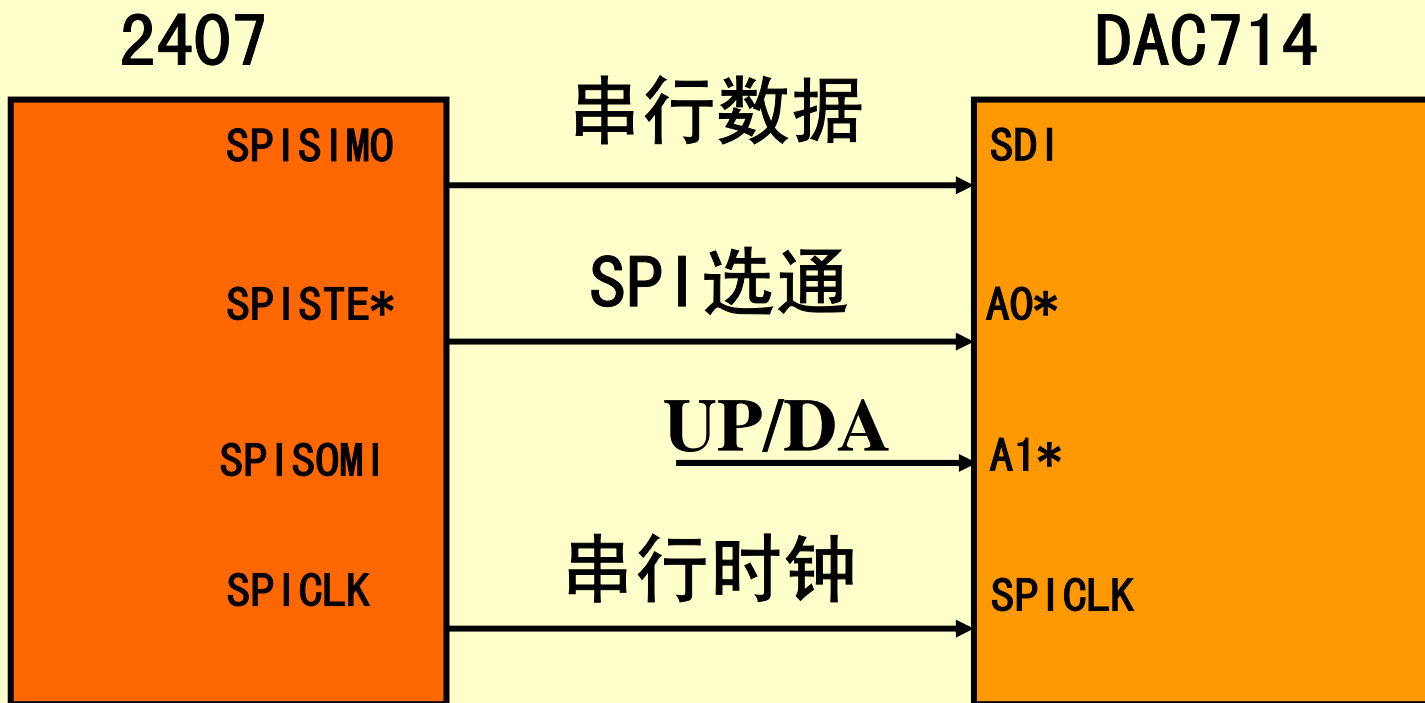 2407
DAC714
串行数据
SPISIMO
SDI
SPI选通
SPISTE*
A0*
UP/DA
SPISOMI
A1*
串行时钟
SPICLK
SPICLK